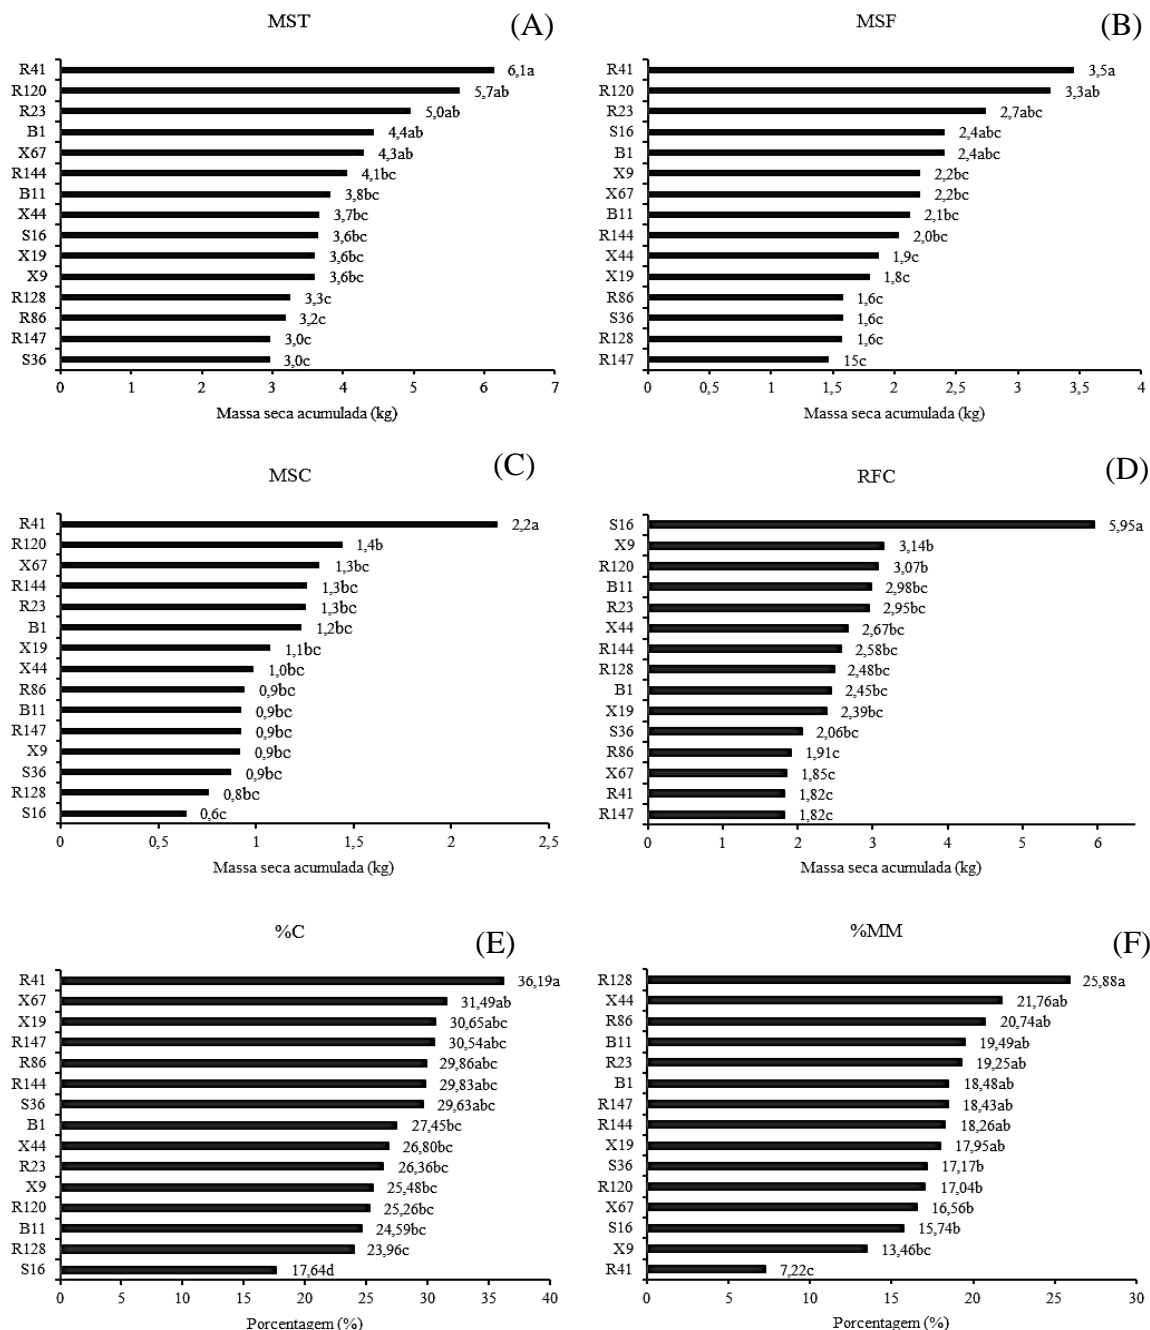 MST
(A)
R41 6,1a
R120 5,7ab
R23 5,0ab
B1 4,4ab
X67 4,3ab
R144 4,1bc
B11 3,8bc
X44 3,7bc
S16 3,6bc
X19 3,6bc
X9 3,6bc
R128 3,3c
R86 3,2c
R147 3,0c
S36 3,0c
0 1 2 3 4 5 6 7
Massa seca acumulada (kg)
MSF
(B)
R41 3,5a
R120 3,3ab
R23 2,7abc
S16 2,4abc
B1 2,4abc
X9 2,2bc
X67 2,2bc
B11 2,1bc
R144 2,0bc
X44 1,9c
X19 1,8c
R86 1,6c
S36 1,6c
R128 1,6c
R147 15c
0 0,5 1 1,5 2 2,5 3 3,5 4
Massa seca acumulada (kg)
MSC
(C)
R41 2,2a
R120 1,4b
X67 1,3bc
R144 1,3bc
R23 1,3bc
B1 1,2bc
X19 1,1bc
X44 1,0bc
R86 0,9bc
B11 0,9bc
R147 0,9bc
X9 0,9bc
S36 0,9bc
R128 0,8bc
S16 0,6c
0 0,5 1 1,5 2 2,5
Massa seca acumulada (kg)
RFC
(D)
S16 5,95a
X9 3,14b
R120 3,07b
B11 2,98bc
R23 2,95bc
X44 2,67bc
R144 2,58bc
R128 2,48bc
B1 2,45bc
X19 2,39bc
S36 2,06bc
R86 1,91c
X67 1,85c
R41 1,82c
R147 1,82c
0 1 2 3 4 5 6
Massa seca acumulada (kg)
%C
(E)
R41 36,19a
X67 31,49ab
X19 30,65abc
R147 30,54abc
R86 29,86abc
R144 29,83abc
S36 29,63abc
B1 27,45bc
X44 26,80bc
R23 26,36bc
X9 25,48bc
R120 25,26bc
B11 24,59bc
R128 23,96c
S16 17,64d
0 5 10 15 20 25 30 35 40
Porcentagem (%)
%MM
(F)
R128 25,88a
X44 21,76ab
R86 20,74ab
B11 19,49ab
R23 19,25ab
B1 18,48ab
R147 18,43ab
R144 18,26ab
X19 17,95ab
S36 17,17b
R120 17,04b
X67 16,56b
S16 15,74b
X9 13,46bc
R41 7,22c
0 5 10 15 20 25 30
Porcentagem (%)